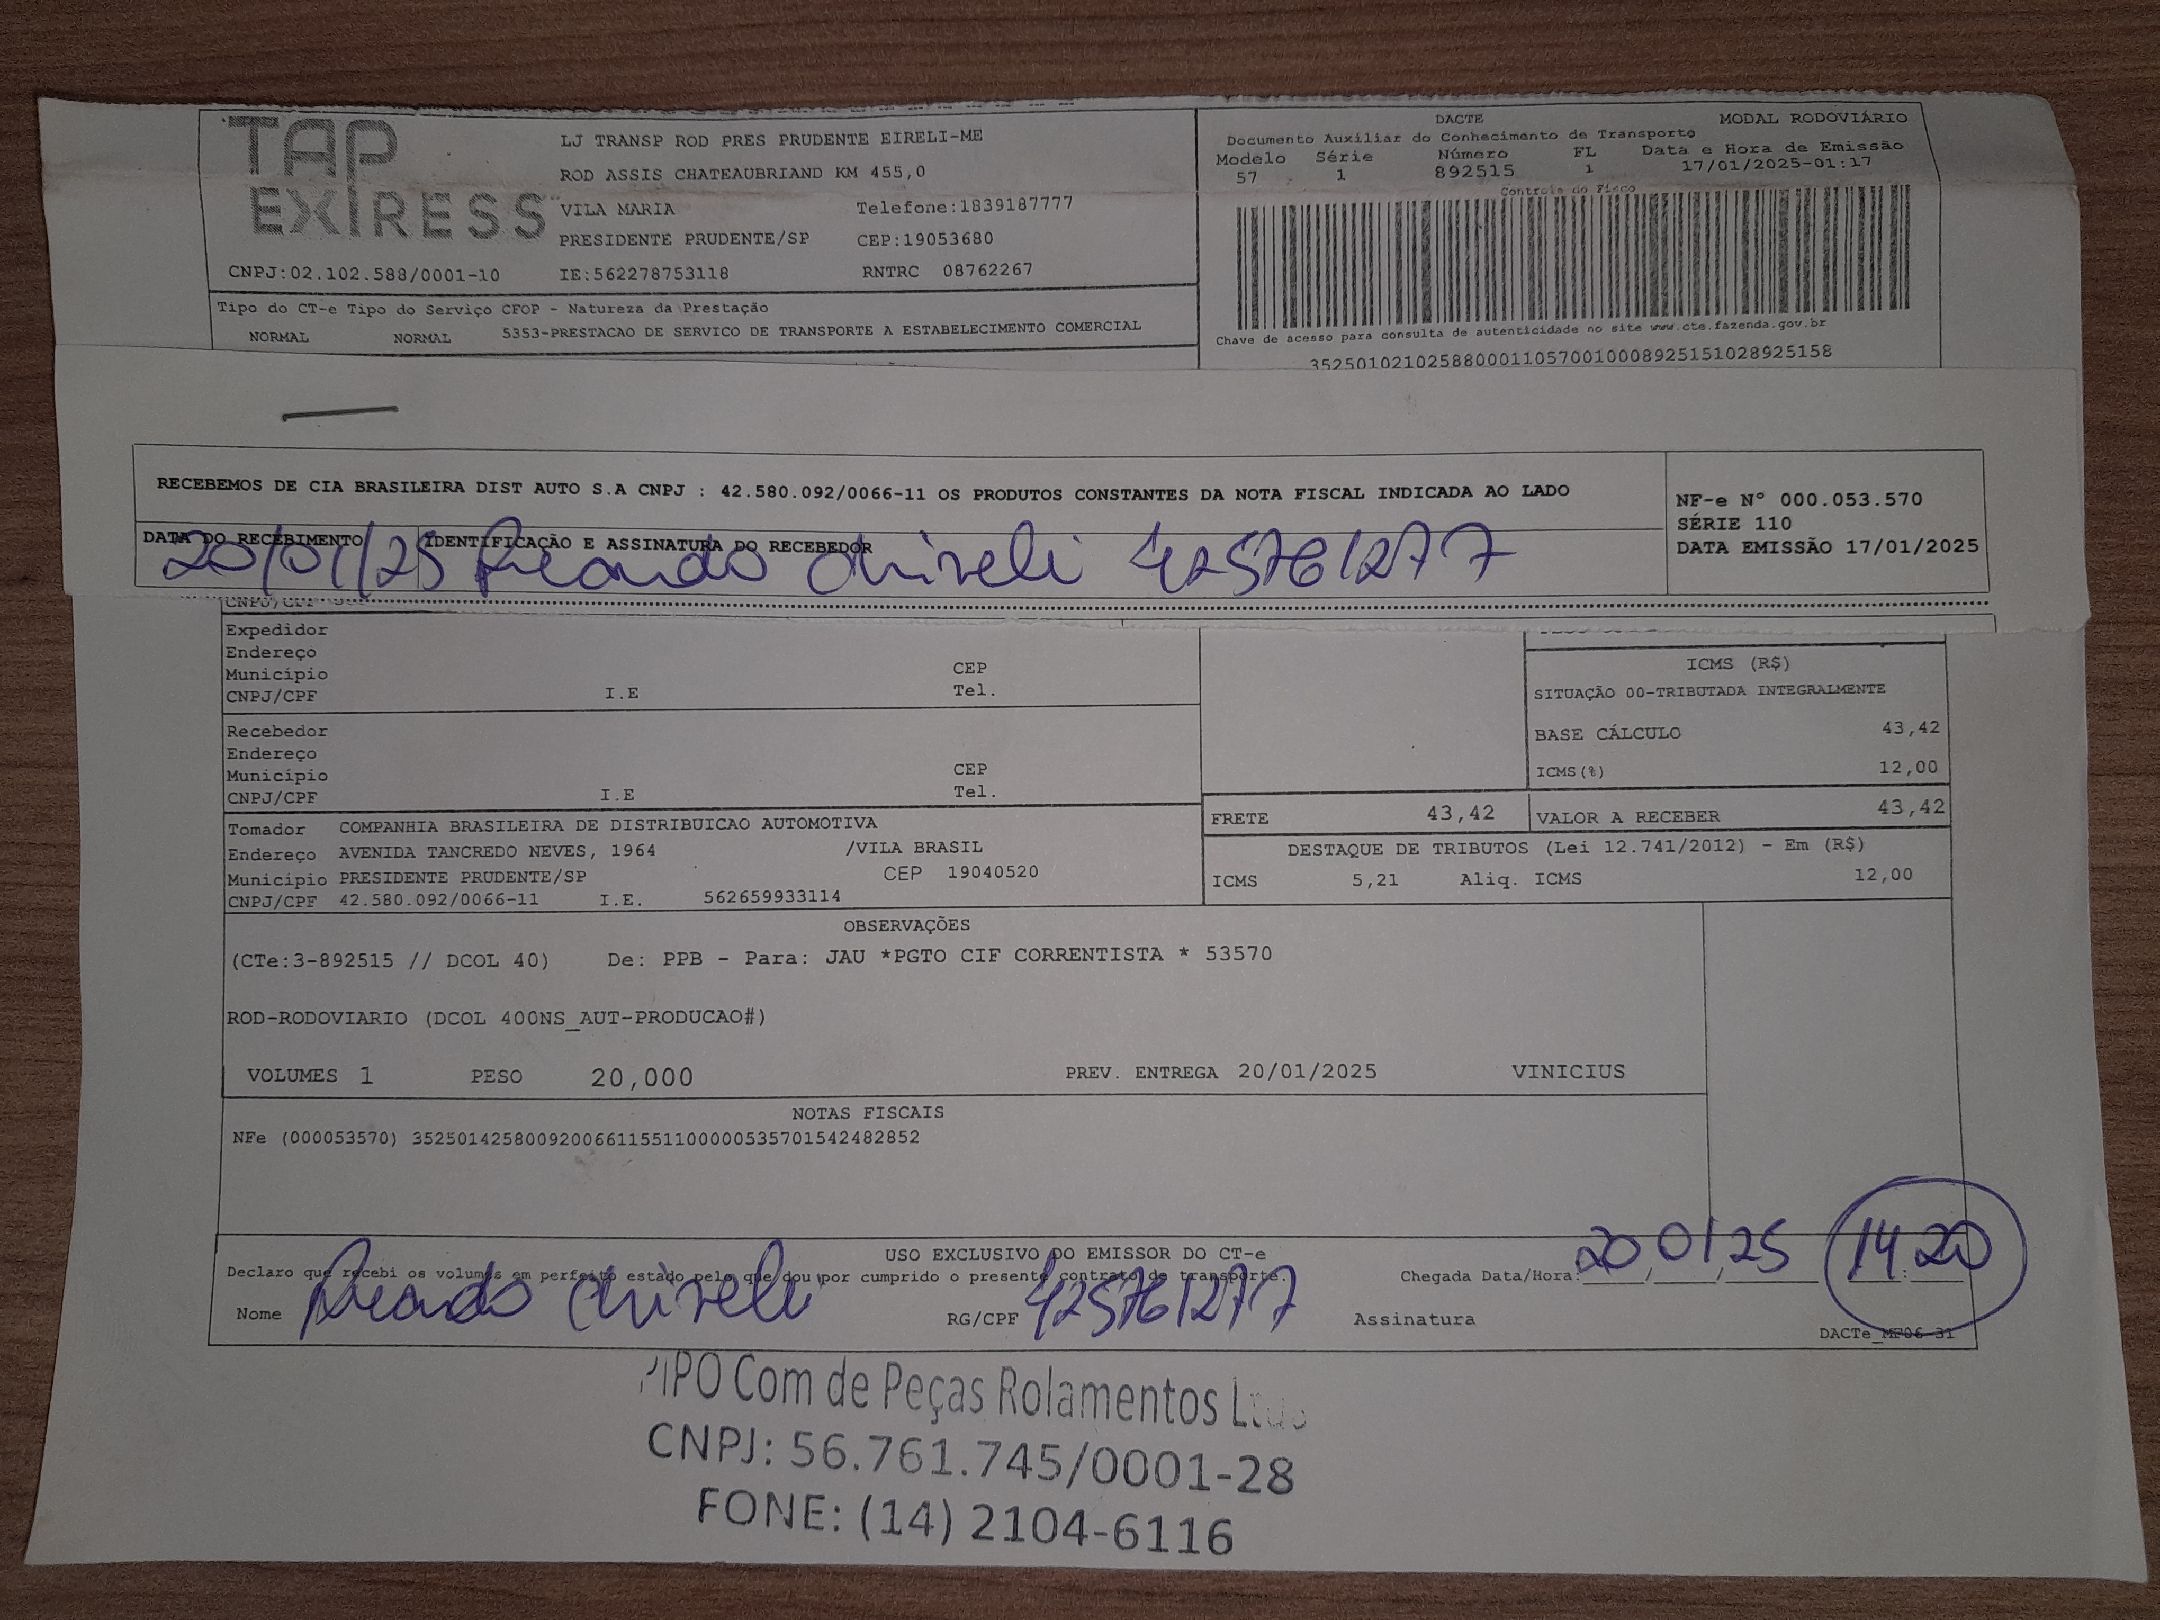 TAP
EXIRESS
LJ TRANSP ROD PRES PRUDENTE EIRELI-ME
ROD ASSIS CHATEAUBRIAND KM 455,0
VILA MARIA Telefone:1839187777
PRESIDENTE PRUDENTE/SP CEP:19053680
CNPJ:02.102.588/0001-10 IE:562278753118 RNTRC 08762267
Tipo do CT-e Tipo do Serviço CFOP - Natureza da Prestação
NORMAL NORMAL 5353-PRESTACAO DE SERVICO DE TRANSPORTE A ESTABELECIMENTO COMERCIAL
DACTE MODAL RODOVIÁRIO
Documento Auxiliar do Conhecimento de Transporte
Modelo Série Número FL Data e Hora de Emissão
57 1 892515 1 17/01/2025-01:17
Controle do Fisco
Chave de acesso para consulta de autenticidade no site www.cte.fazenda.gov.br
35250102102588000110570010008925151028925158
RECEBEMOS DE CIA BRASILEIRA DIST AUTO S.A CNPJ : 42.580.092/0066-11 OS PRODUTOS CONSTANTES DA NOTA FISCAL INDICADA AO LADO
DATA DO RECEBIMENTO IDENTIFICAÇÃO E ASSINATURA DO RECEBEDOR
20/01/25 425761277
NF-e Nº 000.053.570
SÉRIE 110
DATA EMISSÃO 17/01/2025
CNPJ/CPF
Expedidor
Endereço
Município CEP
CNPJ/CPF I.E Tel.
Recebedor
Endereço
Município CEP
CNPJ/CPF I.E Tel.
Tomador COMPANHIA BRASILEIRA DE DISTRIBUICAO AUTOMOTIVA
Endereço AVENIDA TANCREDO NEVES, 1964 /VILA BRASIL
Município PRESIDENTE PRUDENTE/SP CEP 19040520
CNPJ/CPF 42.580.092/0066-11 I.E. 562659933114
ICMS (R$)
SITUAÇÃO 00-TRIBUTADA INTEGRALMENTE
BASE CÁLCULO 43,42
ICMS(%) 12,00
FRETE 43,42 VALOR A RECEBER 43,42
DESTAQUE DE TRIBUTOS (Lei 12.741/2012) - Em (R$)
ICMS 5,21 Aliq. ICMS 12,00
OBSERVAÇÕES
(CTe:3-892515 // DCOL 40) De: PPB - Para: JAU *PGTO CIF CORRENTISTA * 53570
ROD-RODOVIARIO (DCOL 400NS_AUT-PRODUCAO#)
VOLUMES 1 PESO 20,000 PREV. ENTREGA 20/01/2025 VINICIUS
NOTAS FISCAIS
NFe (000053570) 35250142580092006611551100000535701542482852
USO EXCLUSIVO DO EMISSOR DO CT-e
Declaro que recebi os volumes em perfeito estado pelo que dou por cumprido o presente contrato de transporte.
Chegada Data/Hora: 20 01 25 14 20
Nome RG/CPF 425761277 Assinatura
DACTe_MP06-31
Com de Peças Rolamentos Ltda
CNPJ: 56.761.745/0001-28
FONE: (14) 2104-6116